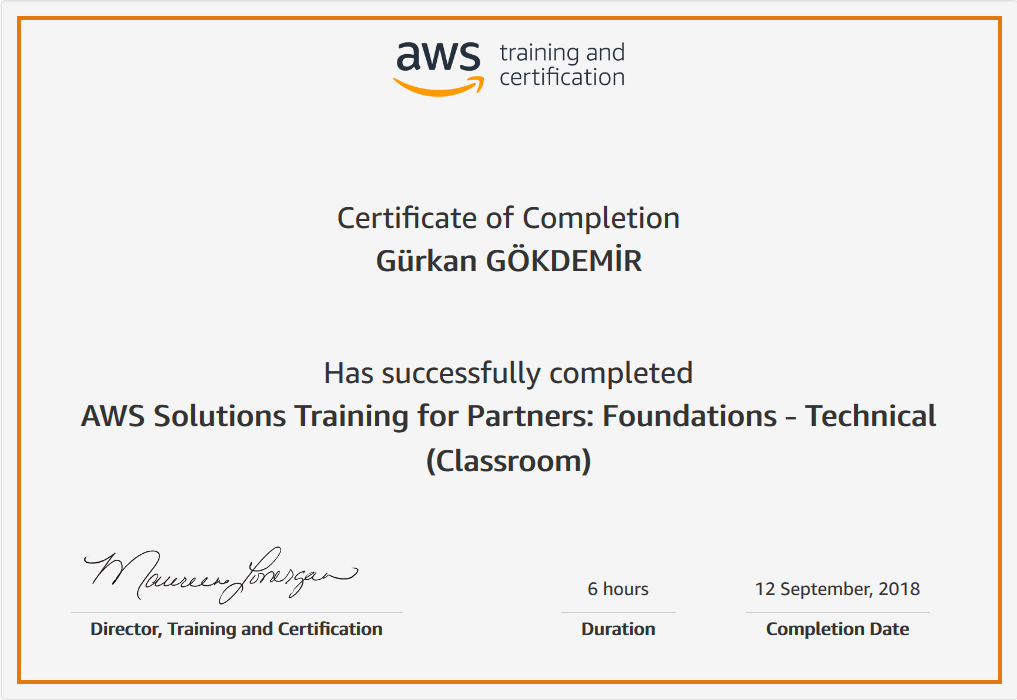 aws training and
certification
Certificate of Completion
Gürkan GÖKDEMİR
Has successfully completed
AWS Solutions Training for Partners: Foundations - Technical
(Classroom)
Maureen Lonergan
6 hours
12 September, 2018
Director, Training and Certification
Duration
Completion Date